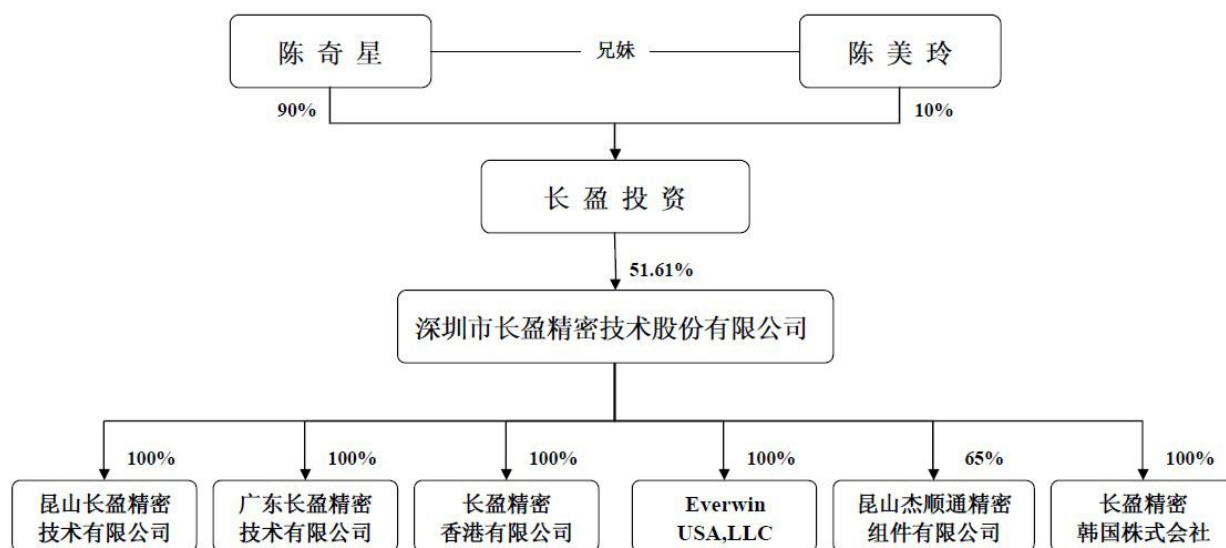 陈奇星
兄妹
陈美玲
90%
10%
长盈投资
51.61%
深圳市长盈精密技术股份有限公司
100%
100%
100%
100%
65%
100%
昆山长盈精密
技术有限公司
广东长盈精密
技术有限公司
长盈精密
香港有限公司
Everwin
USA,LLC
昆山杰顺通精密
组件有限公司
长盈精密
韩国株式会社